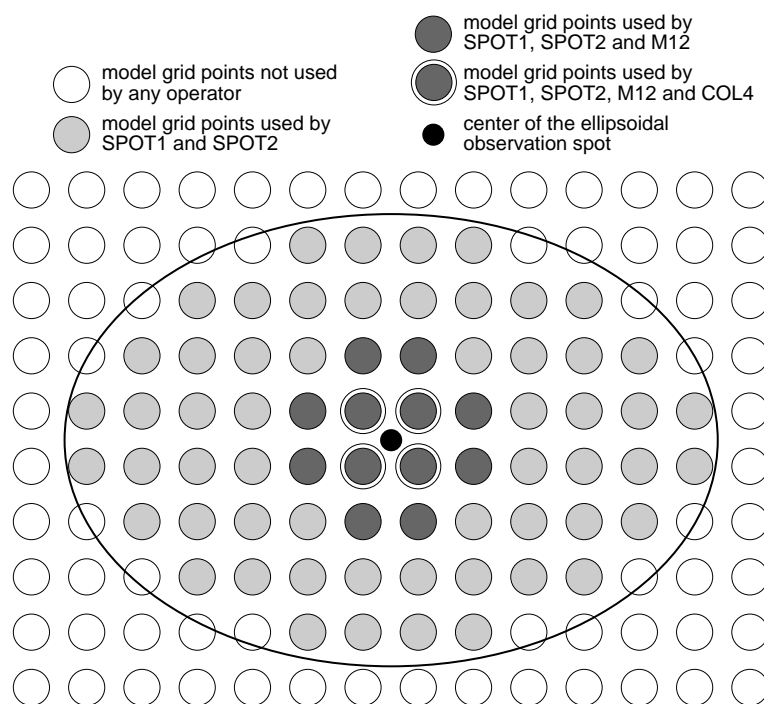 model grid points not used
by any operator
model grid points used by
SPOT1 and SPOT2
model grid points used by
SPOT1, SPOT2 and M12
model grid points used by
SPOT1, SPOT2, M12 and COL4
center of the ellipsoidal
observation spot